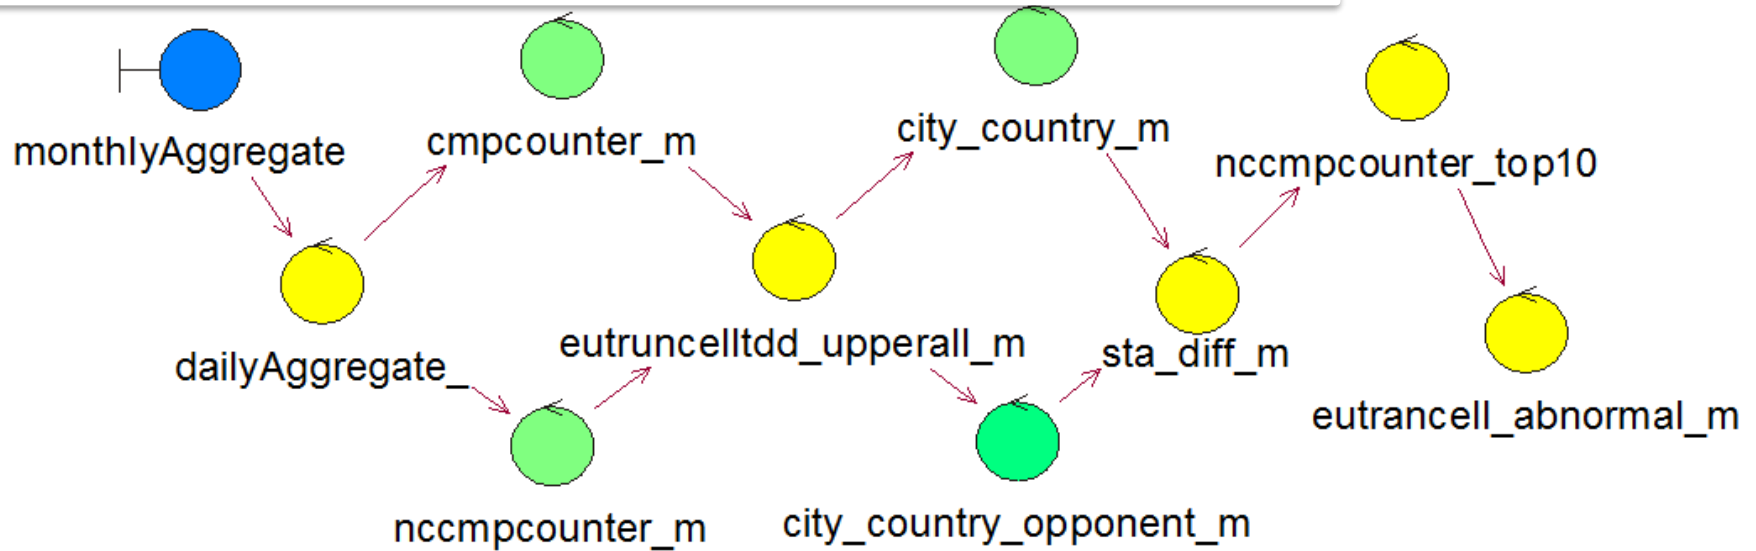 monthlyAggregate
cmpcounter_m
city_country_m
nccmpcounter_top10
dailyAggregate_
eutruncelltdd_upperall_m
sta_diff_m
eutrancell_abnormal_m
nccmpcounter_m
city_country_opponent_m